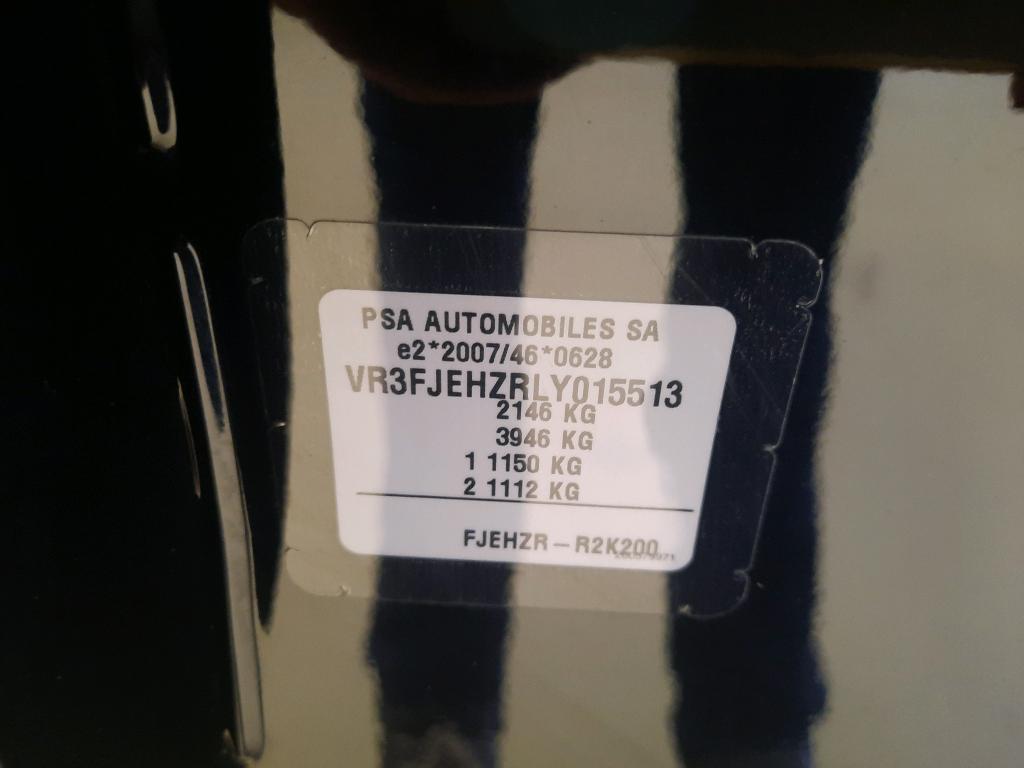 PSA AUTOMOBILES SA
e2*2007/46*0628
VR3FJEHZRLY015513
2146 KG
3946 KG
1 1150 KG
2 1112 KG
FJEHZR – R2K200